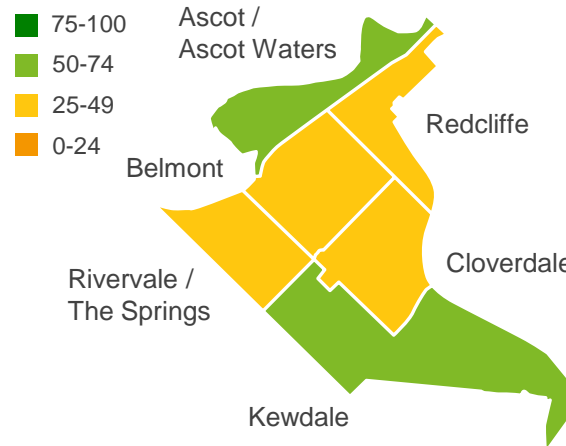 75-100
50-74
25-49
0-24
Ascot /
Ascot Waters
Redcliffe
Belmont
Cloverdale
Rivervale /
The Springs
Kewdale